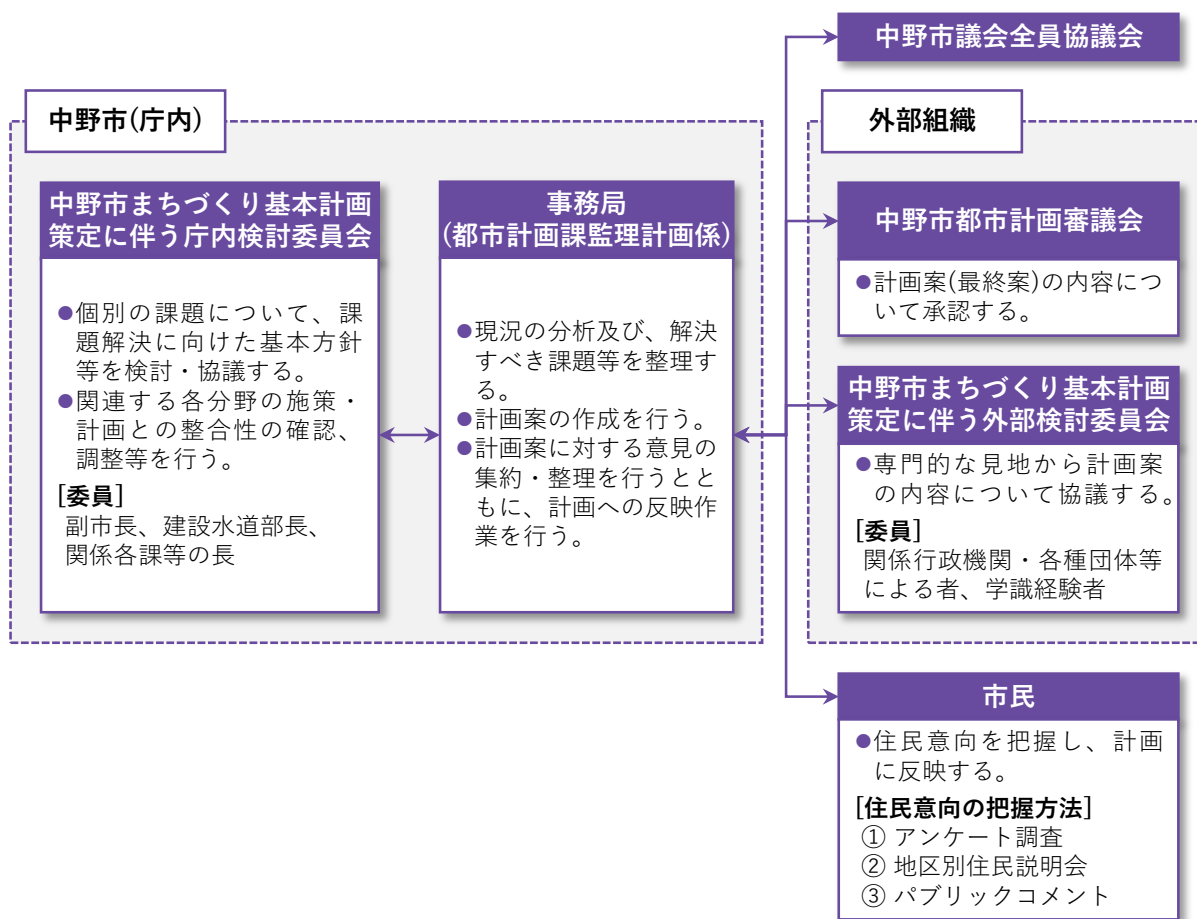 中野市議会全員協議会
中野市(庁内)
外部組織
中野市まちづくり基本計画
策定に伴う庁内検討委員会
●個別の課題について、課
題解決に向けた基本方針
等を検討・協議する。
●関連する各分野の施策・
計画との整合性の確認、
調整等を行う。
[委員]
副市長、建設水道部長、
関係各課等の長
事務局
(都市計画課監理計画係)
●現況の分析及び、解決
すべき課題等を整理す
る。
●計画案の作成を行う。
●計画案に対する意見の
集約・整理を行うとと
もに、計画への反映作
業を行う。
中野市都市計画審議会
●計画案(最終案)の内容につ
いて承認する。
中野市まちづくり基本計画
策定に伴う外部検討委員会
●専門的な見地から計画案
の内容について協議する。
[委員]
関係行政機関・各種団体等
による者、学識経験者
市民
●住民意向を把握し、計画
に反映する。
[住民意向の把握方法]
① アンケート調査
② 地区別住民説明会
③ パブリックコメント